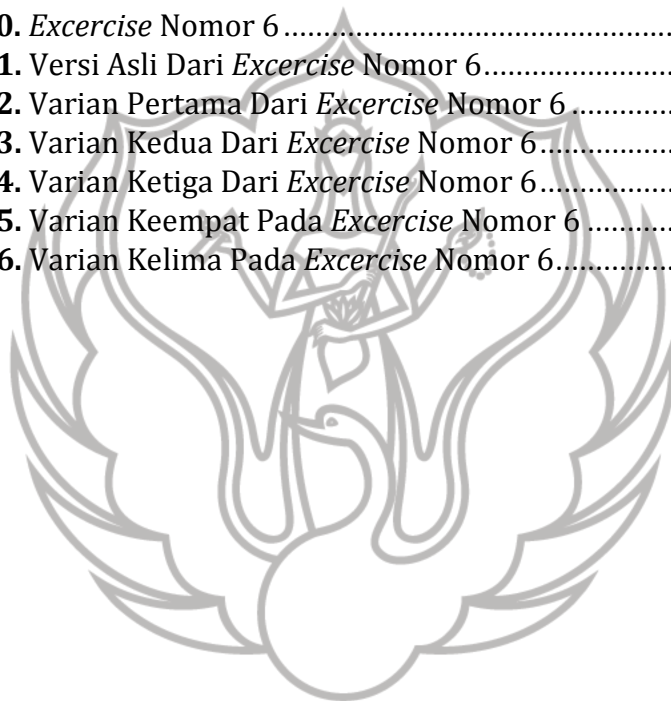 0. Excercise Nomor 6......................................................
1. Versi Asli Dari Excercise Nomor 6..........................
2. Varian Pertama Dari Excercise Nomor 6..............
3. Varian Kedua Dari Excercise Nomor 6...................
4. Varian Ketiga Dari Excercise Nomor 6...................
5. Varian Keempat Pada Excercise Nomor 6............
6. Varian Kelima Pada Excercise Nomor 6................